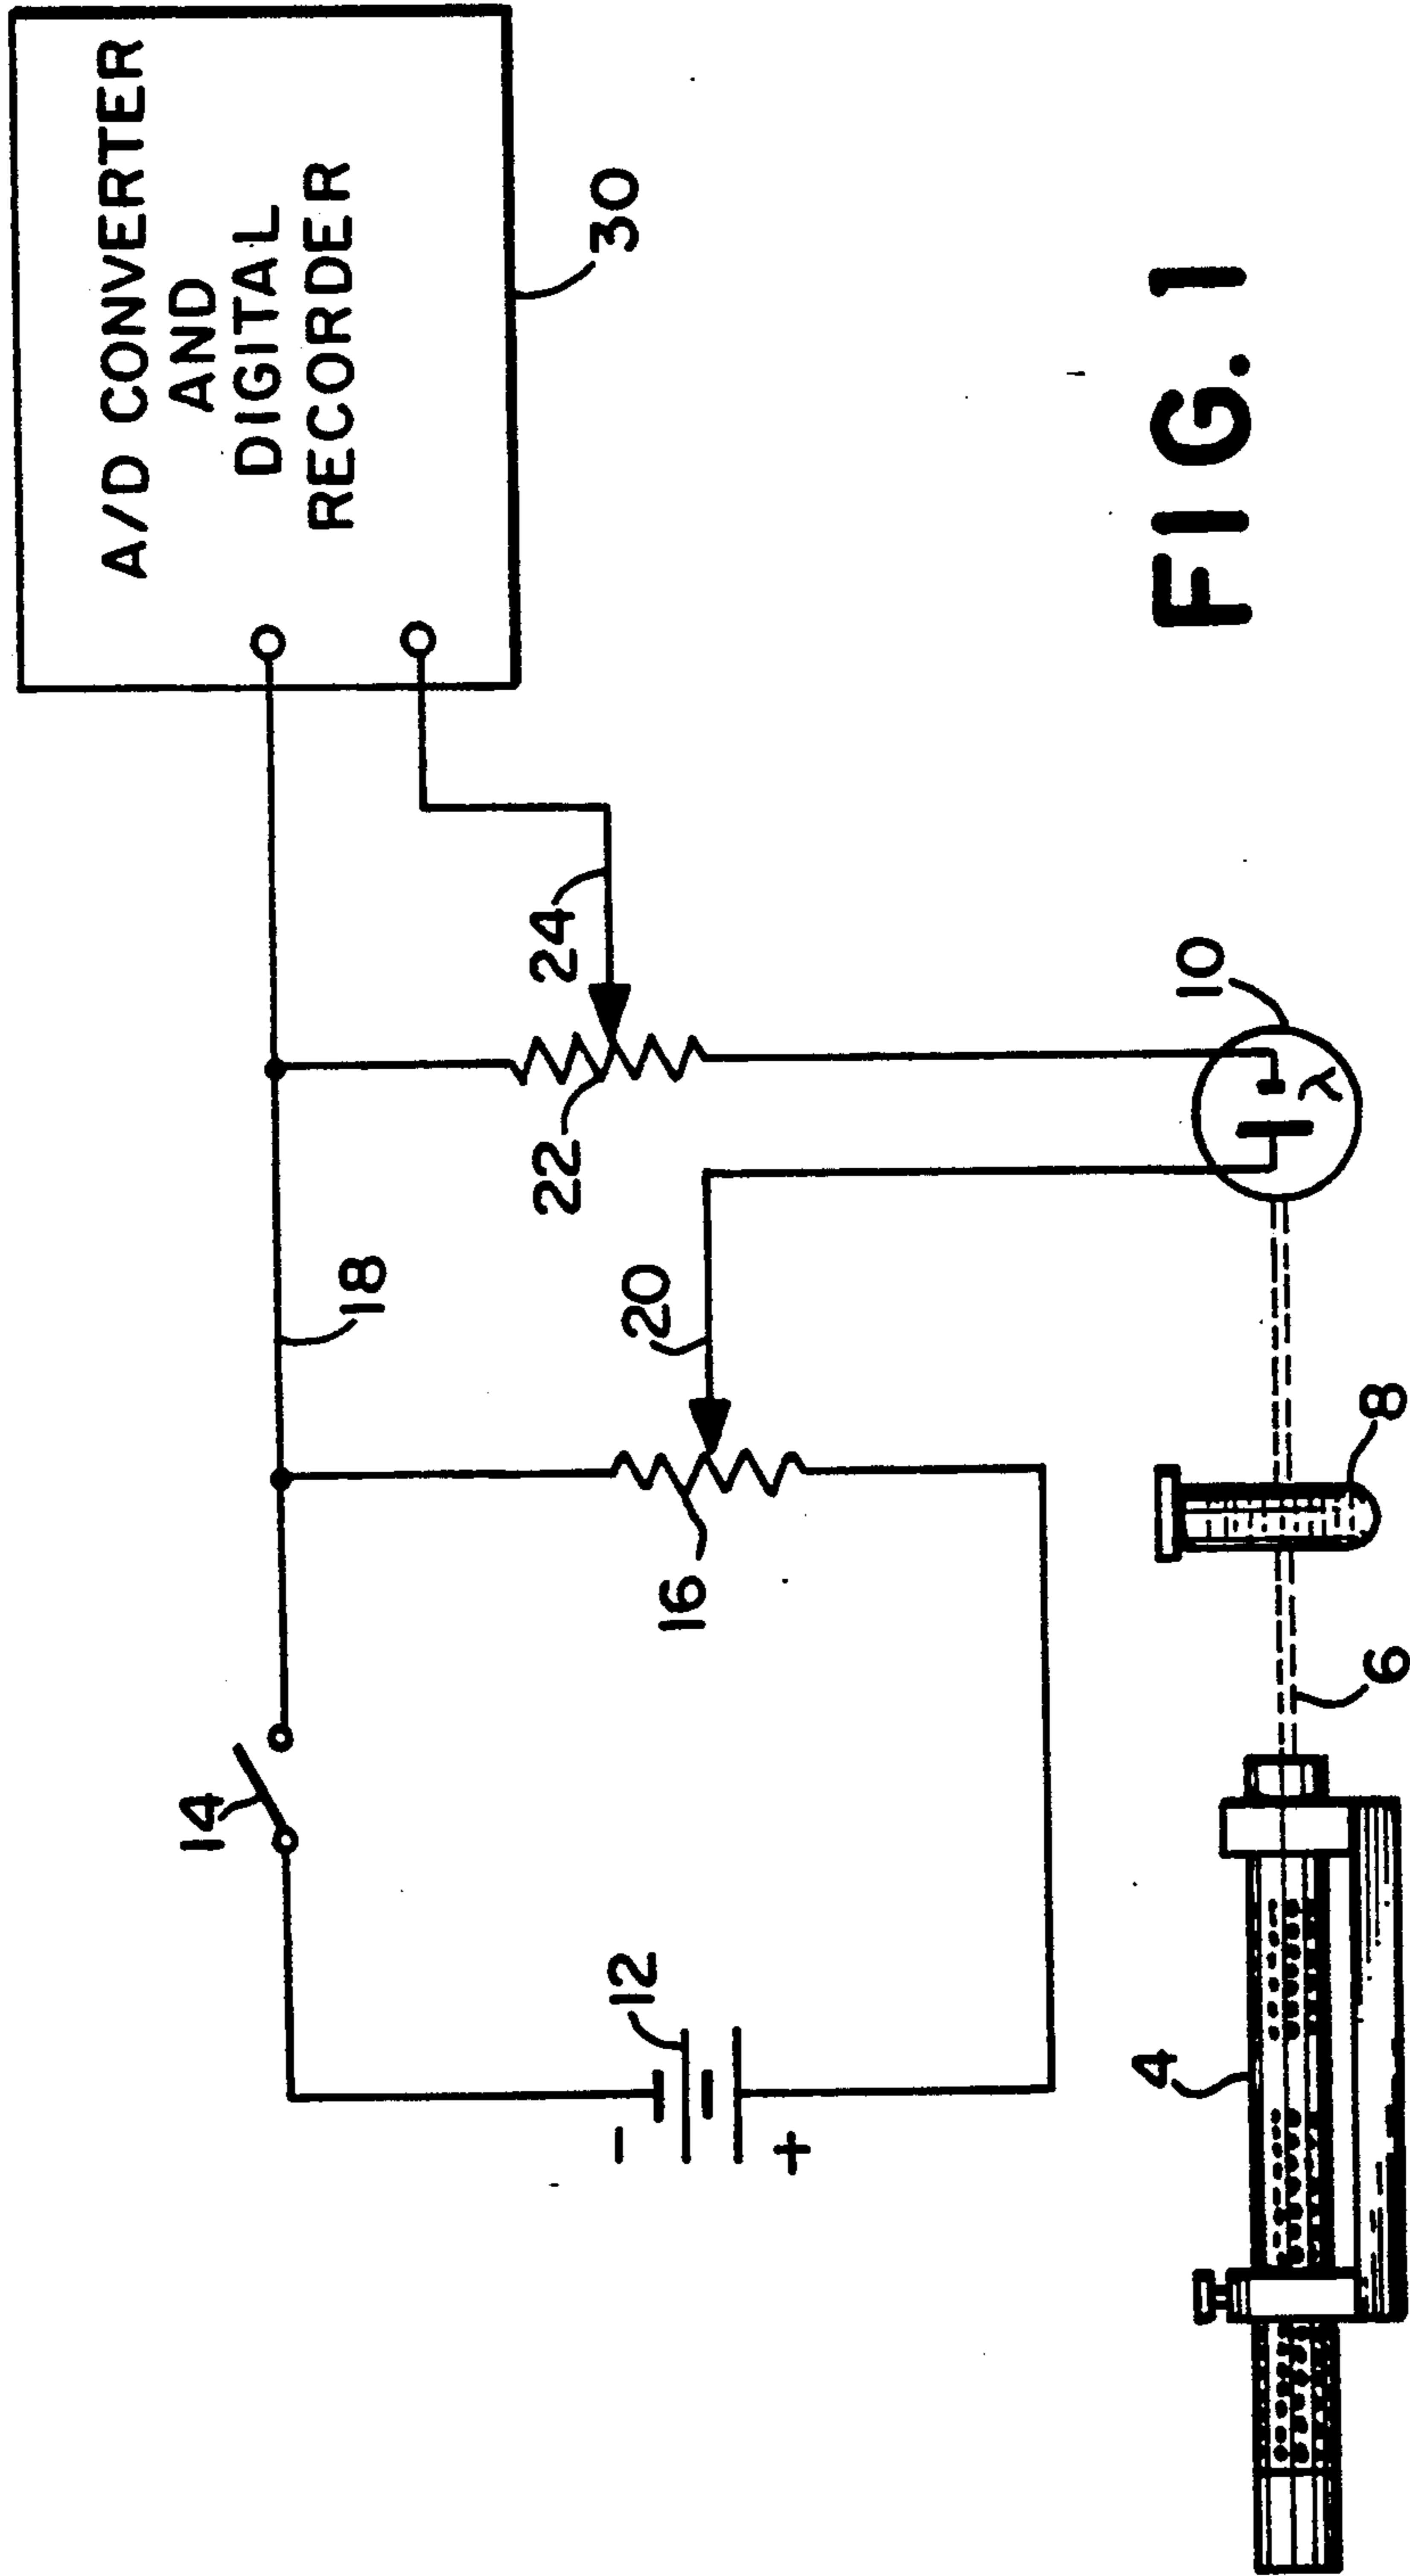 A/D CONVERTER
AND
DIGITAL
RECORDER
30
14
18
24
22
20
16
12
10
8
6
4
λ
-
+
FIG. 1